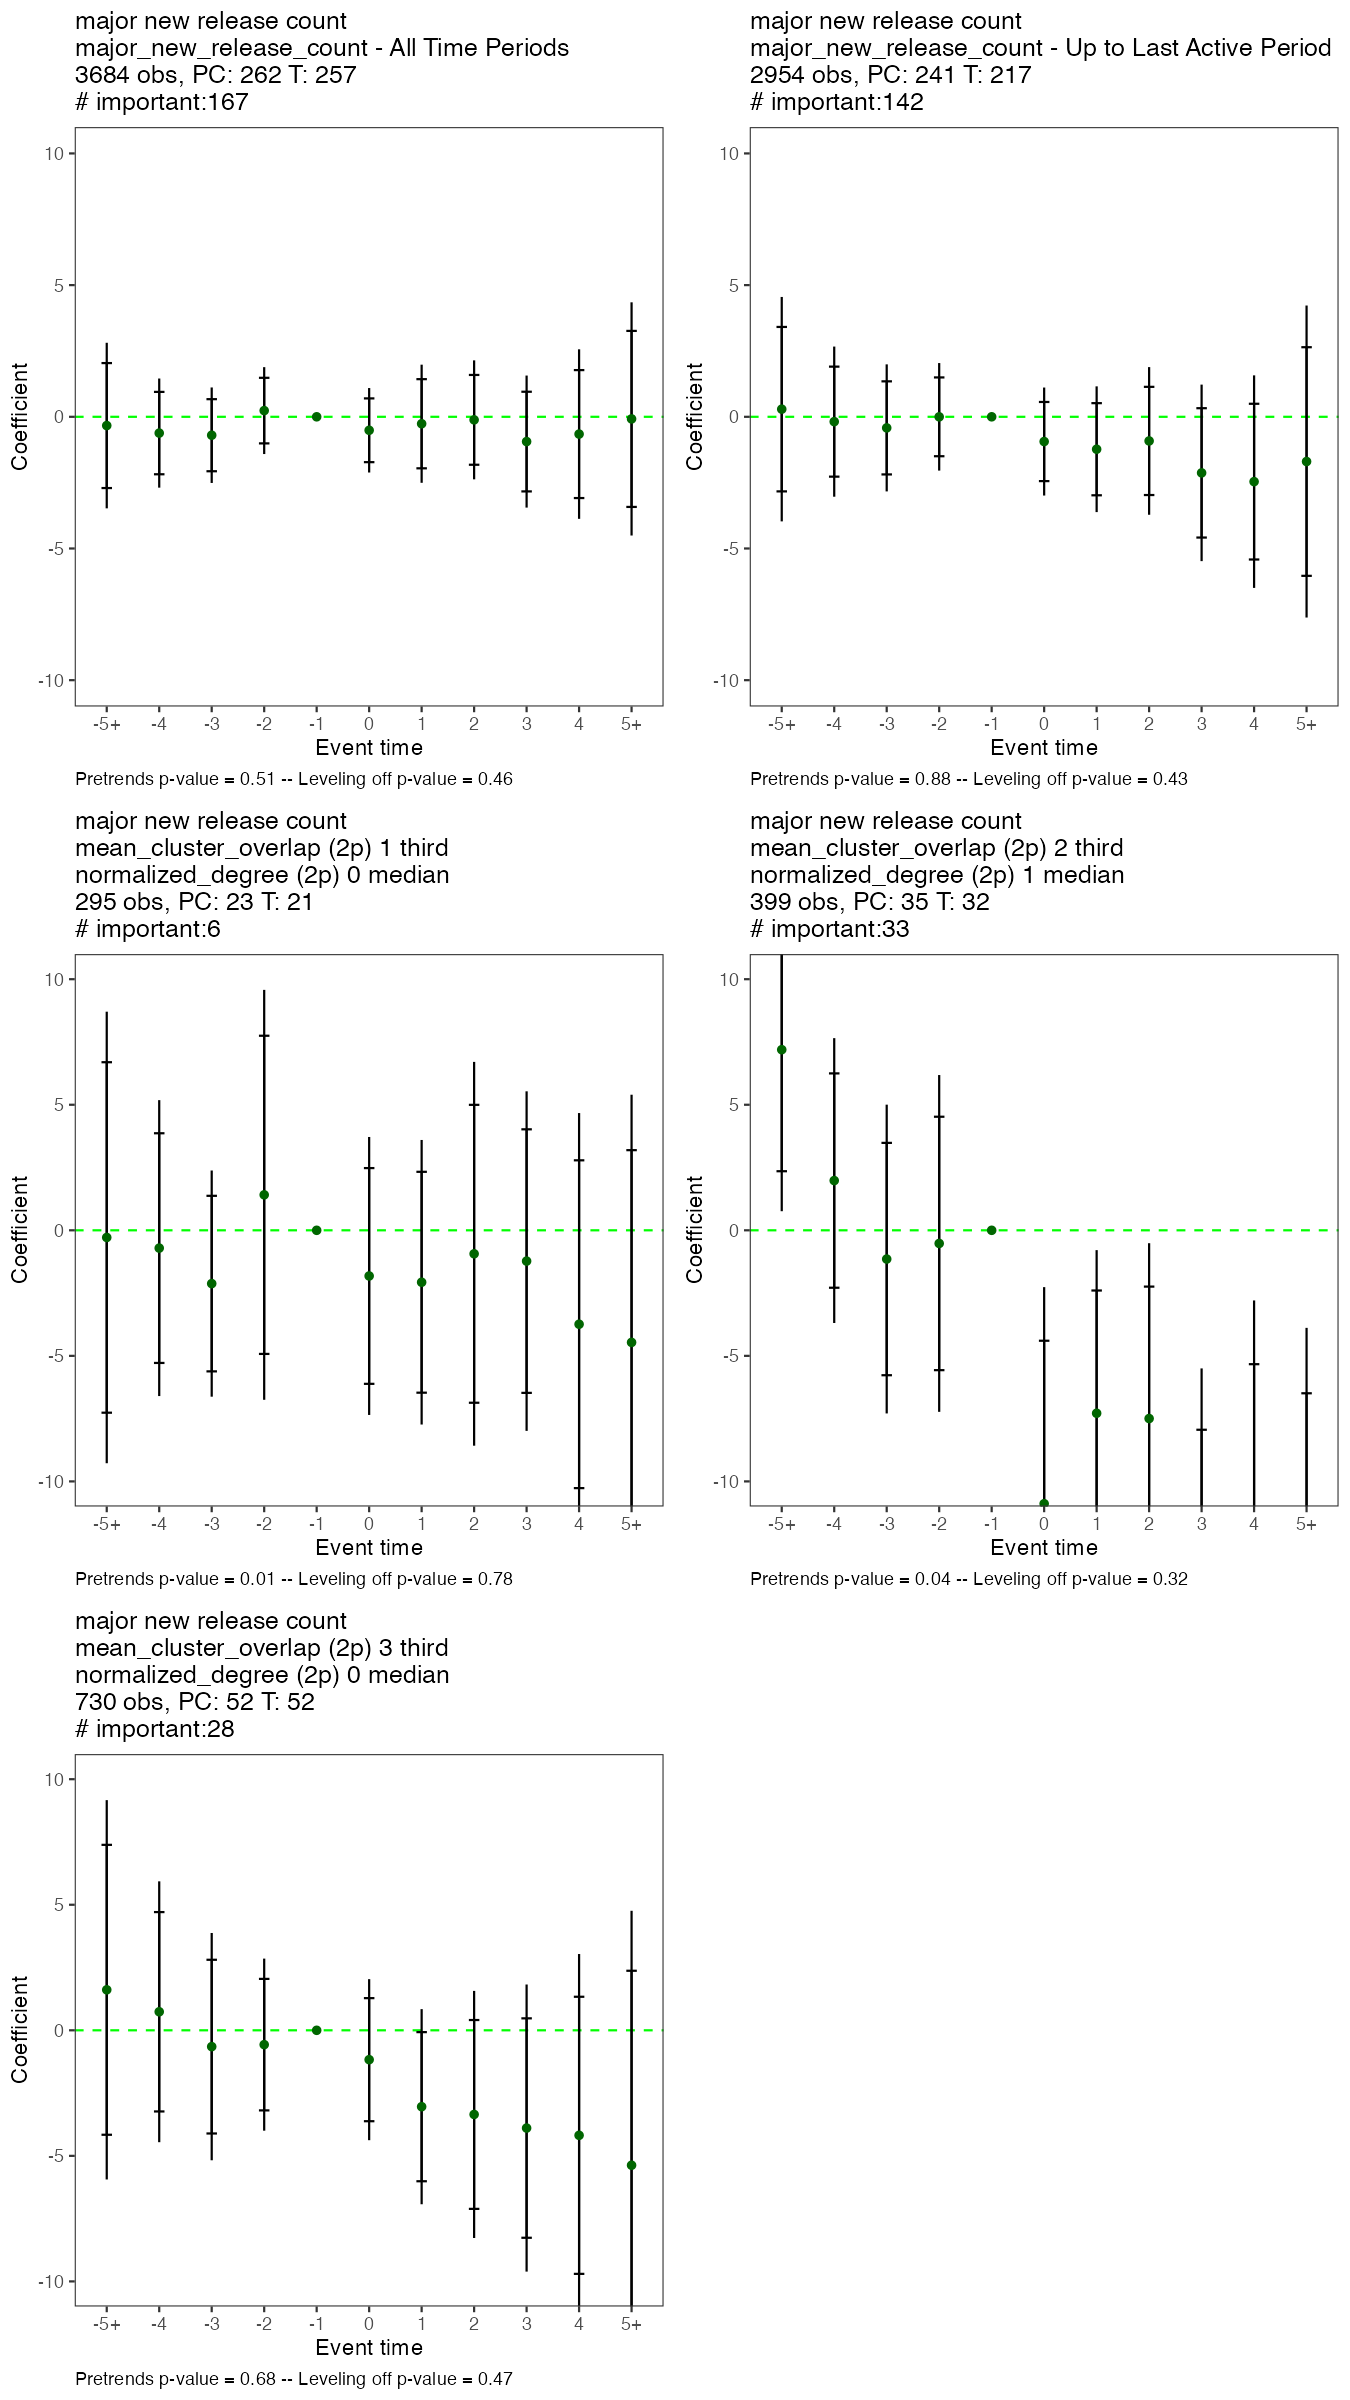 major new release count
major_new_release_count - All Time Periods
3684 obs, PC: 262 T: 257
# important:167
10
5
0
-5
-10
Coefficient
-5+ -4 -3 -2 -1 0 1 2 3 4 5+
Event time
Pretrends p-value = 0.51 -- Leveling off p-value = 0.46
major new release count
major_new_release_count - Up to Last Active Period
2954 obs, PC: 241 T: 217
# important:142
10
5
0
-5
-10
Coefficient
-5+ -4 -3 -2 -1 0 1 2 3 4 5+
Event time
Pretrends p-value = 0.88 -- Leveling off p-value = 0.43
major new release count
mean_cluster_overlap (2p) 1 third
normalized_degree (2p) 0 median
295 obs, PC: 23 T: 21
# important:6
10
5
0
-5
-10
Coefficient
-5+ -4 -3 -2 -1 0 1 2 3 4 5+
Event time
Pretrends p-value = 0.01 -- Leveling off p-value = 0.78
major new release count
mean_cluster_overlap (2p) 2 third
normalized_degree (2p) 1 median
399 obs, PC: 35 T: 32
# important:33
10
5
0
-5
-10
Coefficient
-5+ -4 -3 -2 -1 0 1 2 3 4 5+
Event time
Pretrends p-value = 0.04 -- Leveling off p-value = 0.32
major new release count
mean_cluster_overlap (2p) 3 third
normalized_degree (2p) 0 median
730 obs, PC: 52 T: 52
# important:28
10
5
0
-5
-10
Coefficient
-5+ -4 -3 -2 -1 0 1 2 3 4 5+
Event time
Pretrends p-value = 0.68 -- Leveling off p-value = 0.47